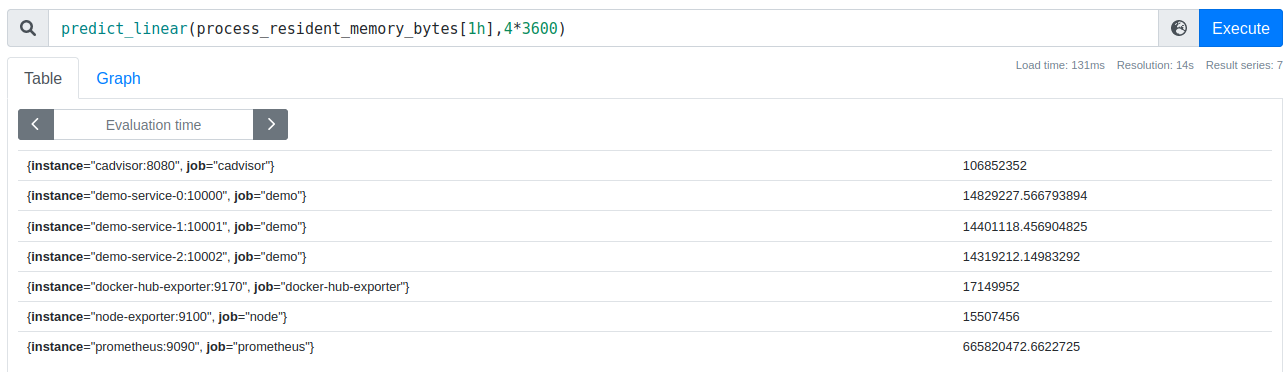 predict_linear(process_resident_memory_bytes[1h],4*3600)
Execute
Load time: 131ms Resolution: 14s Result series: 7
Table Graph
Evaluation time
{instance="cadvisor:8080", job="cadvisor"} 106852352
{instance="demo-service-0:10000", job="demo"} 14829227.566793894
{instance="demo-service-1:10001", job="demo"} 14401118.456904825
{instance="demo-service-2:10002", job="demo"} 14319212.14983292
{instance="docker-hub-exporter:9170", job="docker-hub-exporter"} 17149952
{instance="node-exporter:9100", job="node"} 15507456
{instance="prometheus:9090", job="prometheus"} 665820472.6622725